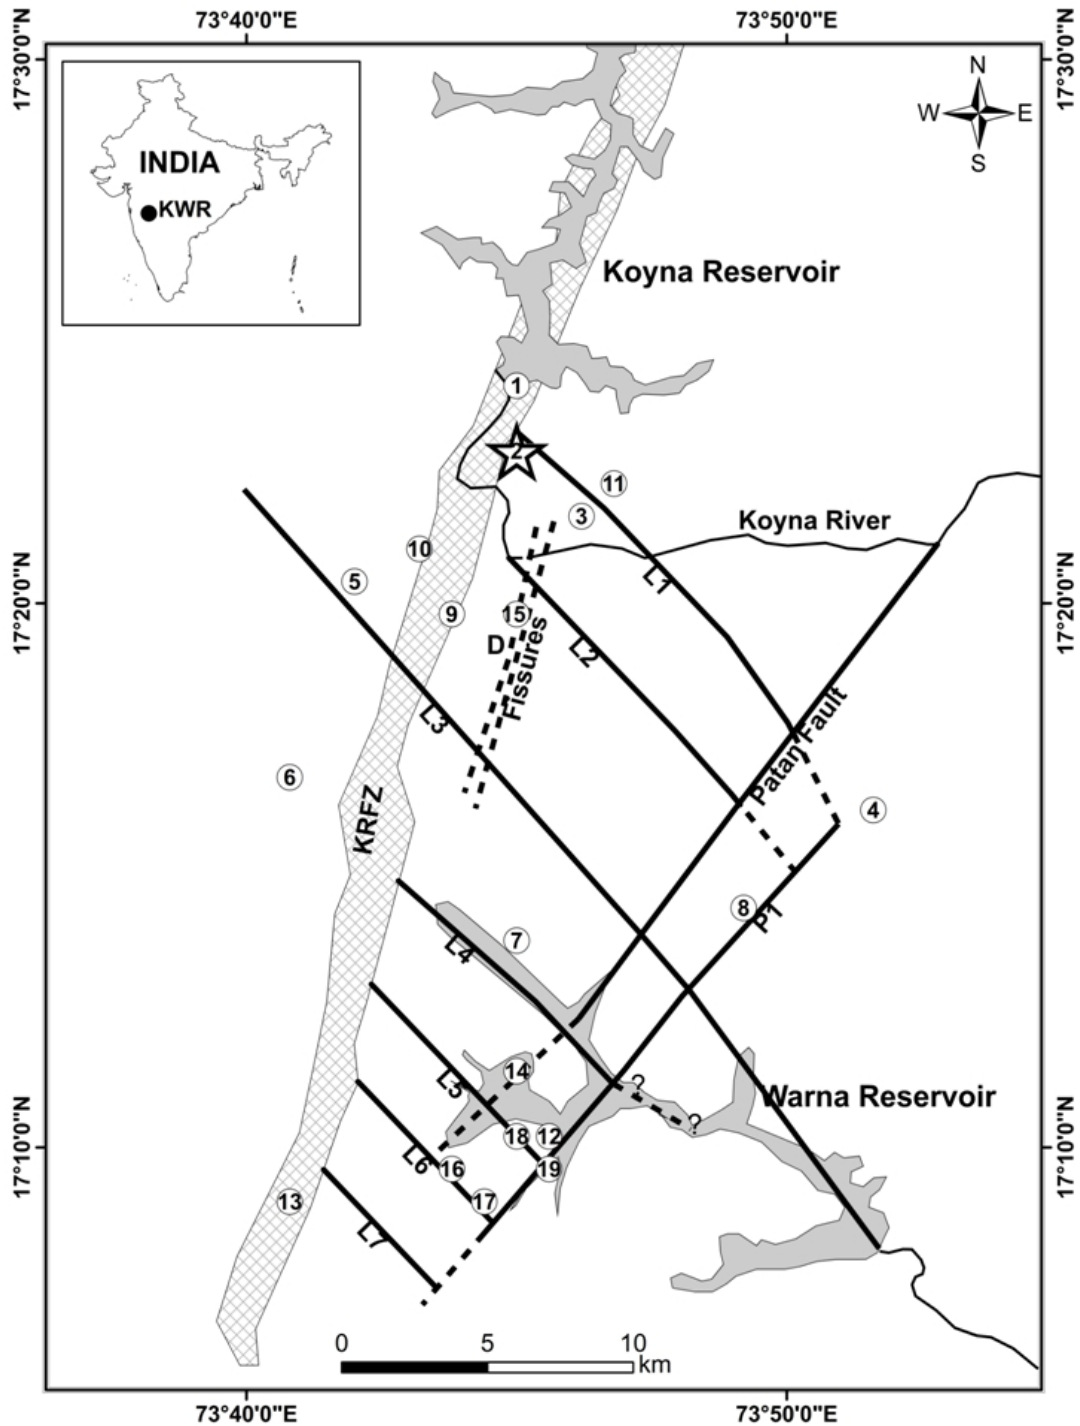 73°40'0"E
73°50'0"E
17°30'0"N
17°30'0"N
N
W
E
S
INDIA
KWR
Koyna Reservoir
1
2
11
3
Koyna River
10
5
L1
17°20'0"N
17°20'0"N
9
15
D
Fissures
L2
L3
Patan Fault
6
KRFZ
4
8
P1
7
L4
14
?
L5
?
Warna Reservoir
18
12
17°10'0"N
17°10'0"N
L6
16
19
13
17
L7
0
5
10
km
73°40'0"E
73°50'0"E